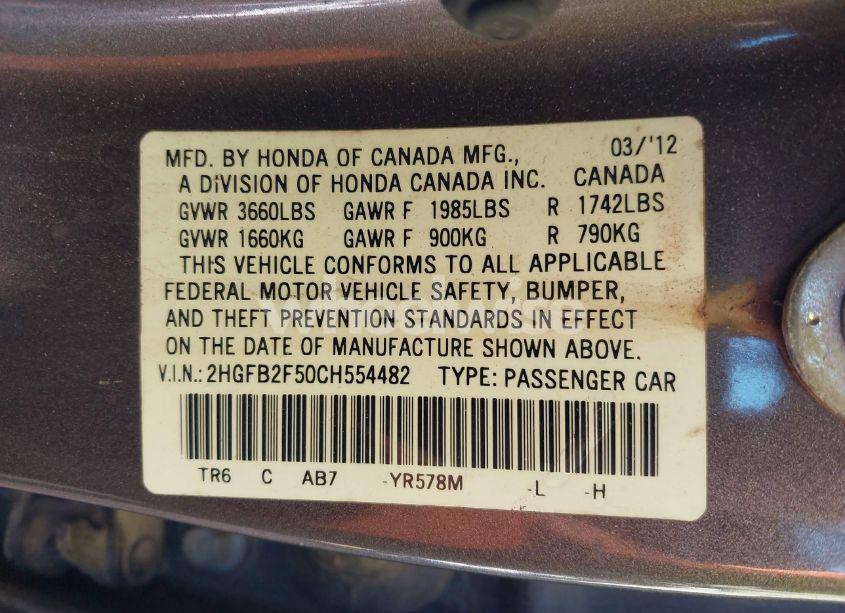 MFD. BY HONDA OF CANADA MFG., 03/'12
A DIVISION OF HONDA CANADA INC. CANADA
GVWR 3660LBS GAWR F 1985LBS R 1742LBS
GVWR 1660KG GAWR F 900KG R 790KG
THIS VEHICLE CONFORMS TO ALL APPLICABLE
FEDERAL MOTOR VEHICLE SAFETY, BUMPER,
AND THEFT PREVENTION STANDARDS IN EFFECT
ON THE DATE OF MANUFACTURE SHOWN ABOVE.
V.I.N.: 2HGFB2F50CH554482 TYPE: PASSENGER CAR
TR6 C AB7 -YR578M -L -H